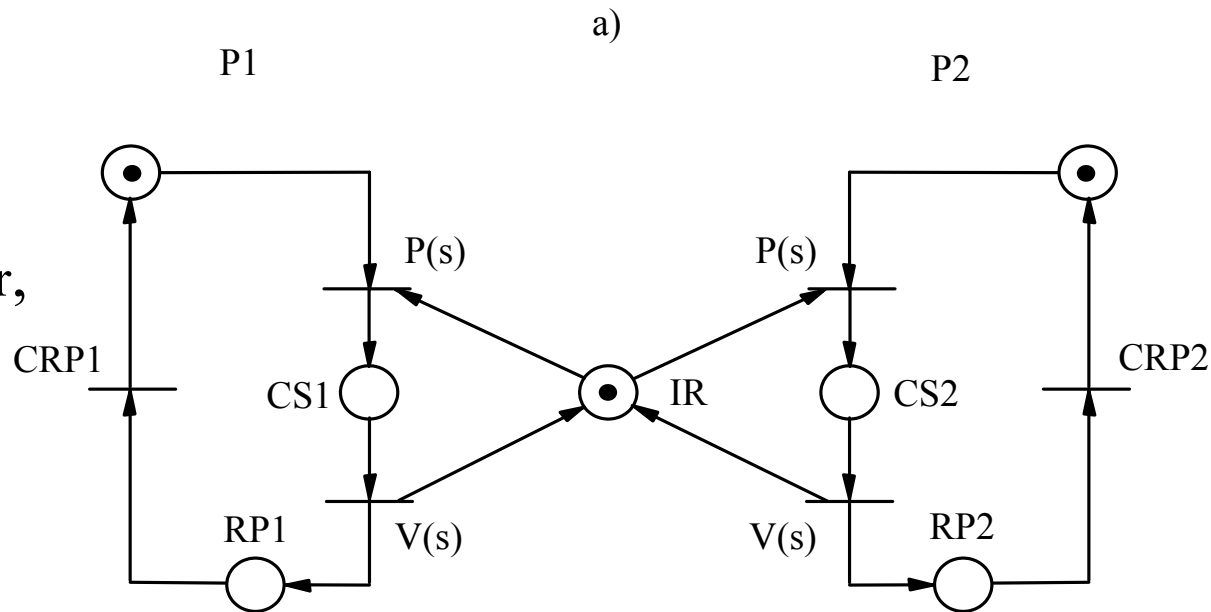 a)
P1
P2
P(s)
P(s)
r,
CRP1
CRP2
CS1
IR
CS2
RP1
V(s)
V(s)
RP2